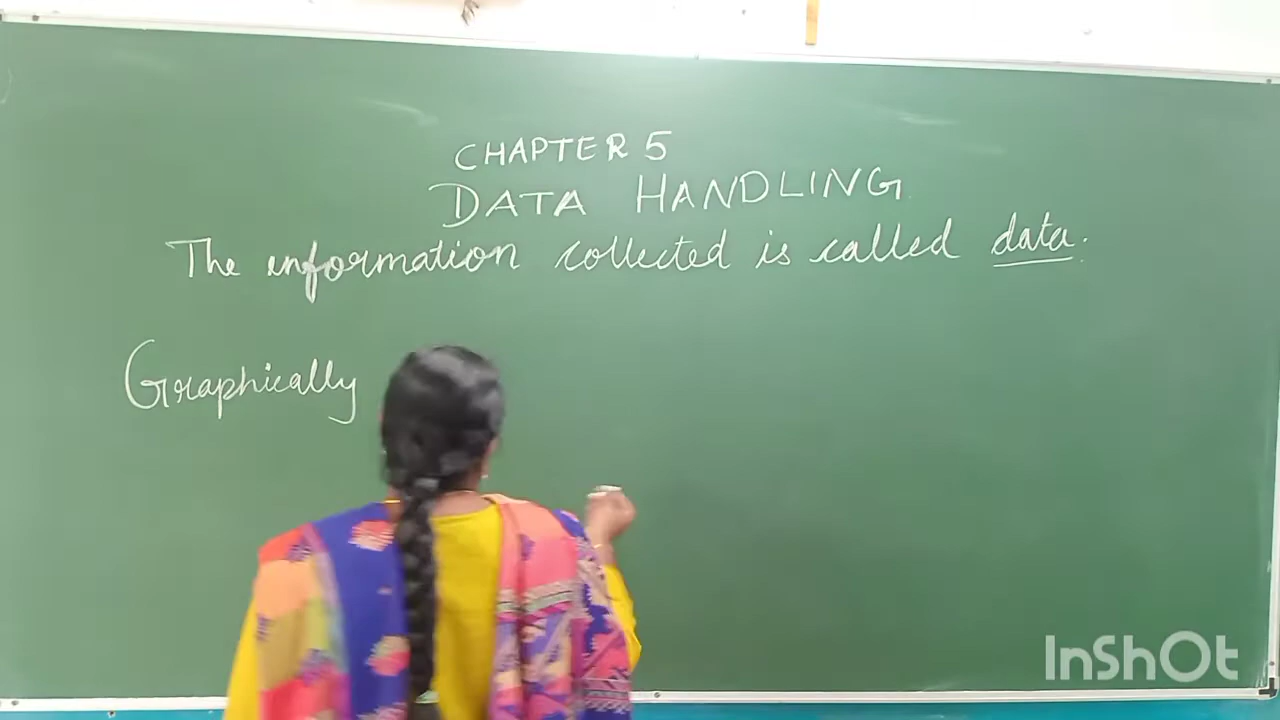 CHAPTER 5
DATA HANDLING
The information collected is called data.
Graphically
InShOt